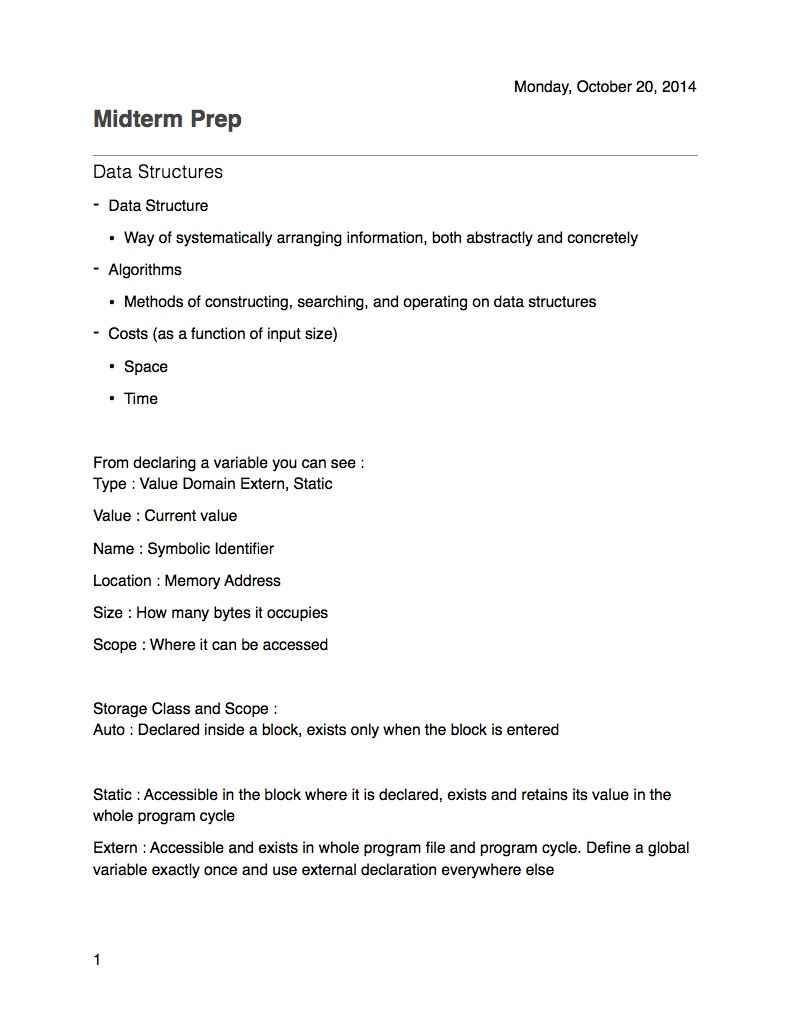 Monday, October 20, 2014
Midterm Prep
Data Structures
- Data Structure
• Way of systematically arranging information, both abstractly and concretely
- Algorithms
• Methods of constructing, searching, and operating on data structures
- Costs (as a function of input size)
• Space
• Time
From declaring a variable you can see :
Type : Value Domain Extern, Static
Value : Current value
Name : Symbolic Identifier
Location : Memory Address
Size : How many bytes it occupies
Scope : Where it can be accessed
Storage Class and Scope :
Auto : Declared inside a block, exists only when the block is entered
Static : Accessible in the block where it is declared, exists and retains its value in the
whole program cycle
Extern : Accessible and exists in whole program file and program cycle. Define a global
variable exactly once and use external declaration everywhere else
1